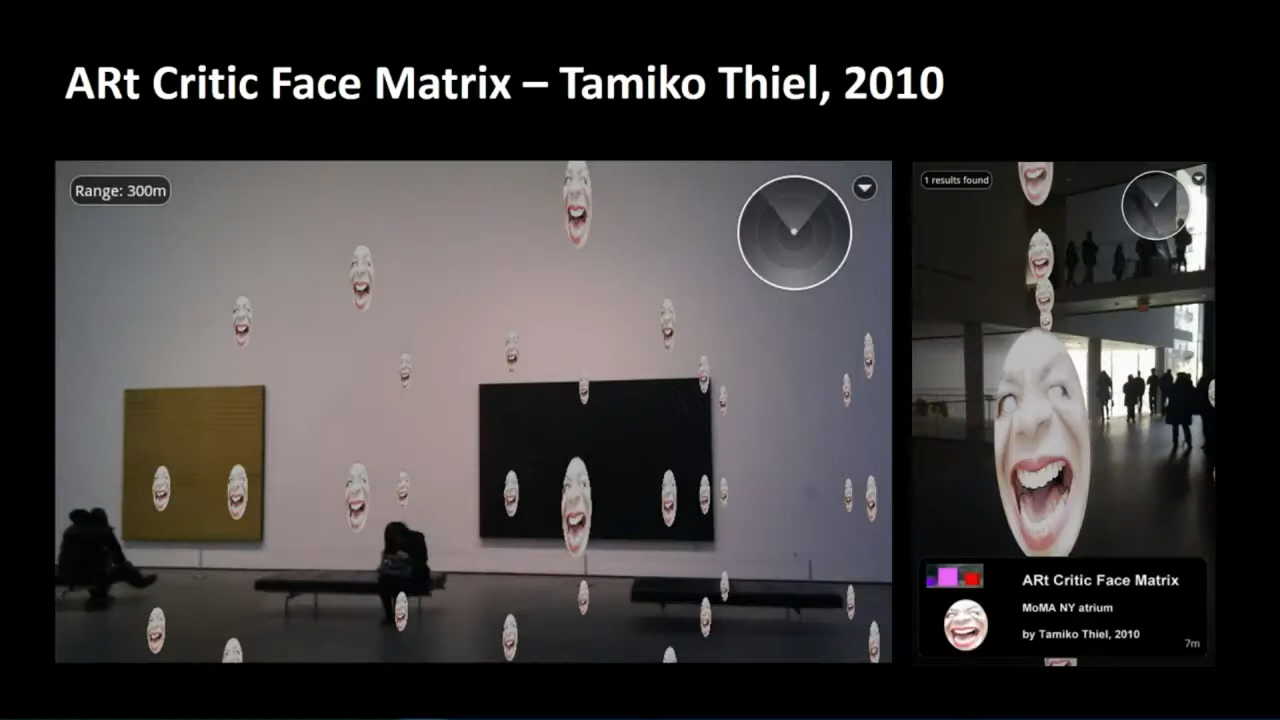 ARt Critic Face Matrix – Tamiko Thiel, 2010
Range: 300m
1 results found
ARt Critic Face Matrix
MoMA NY atrium
by Tamiko Thiel, 2010
7m